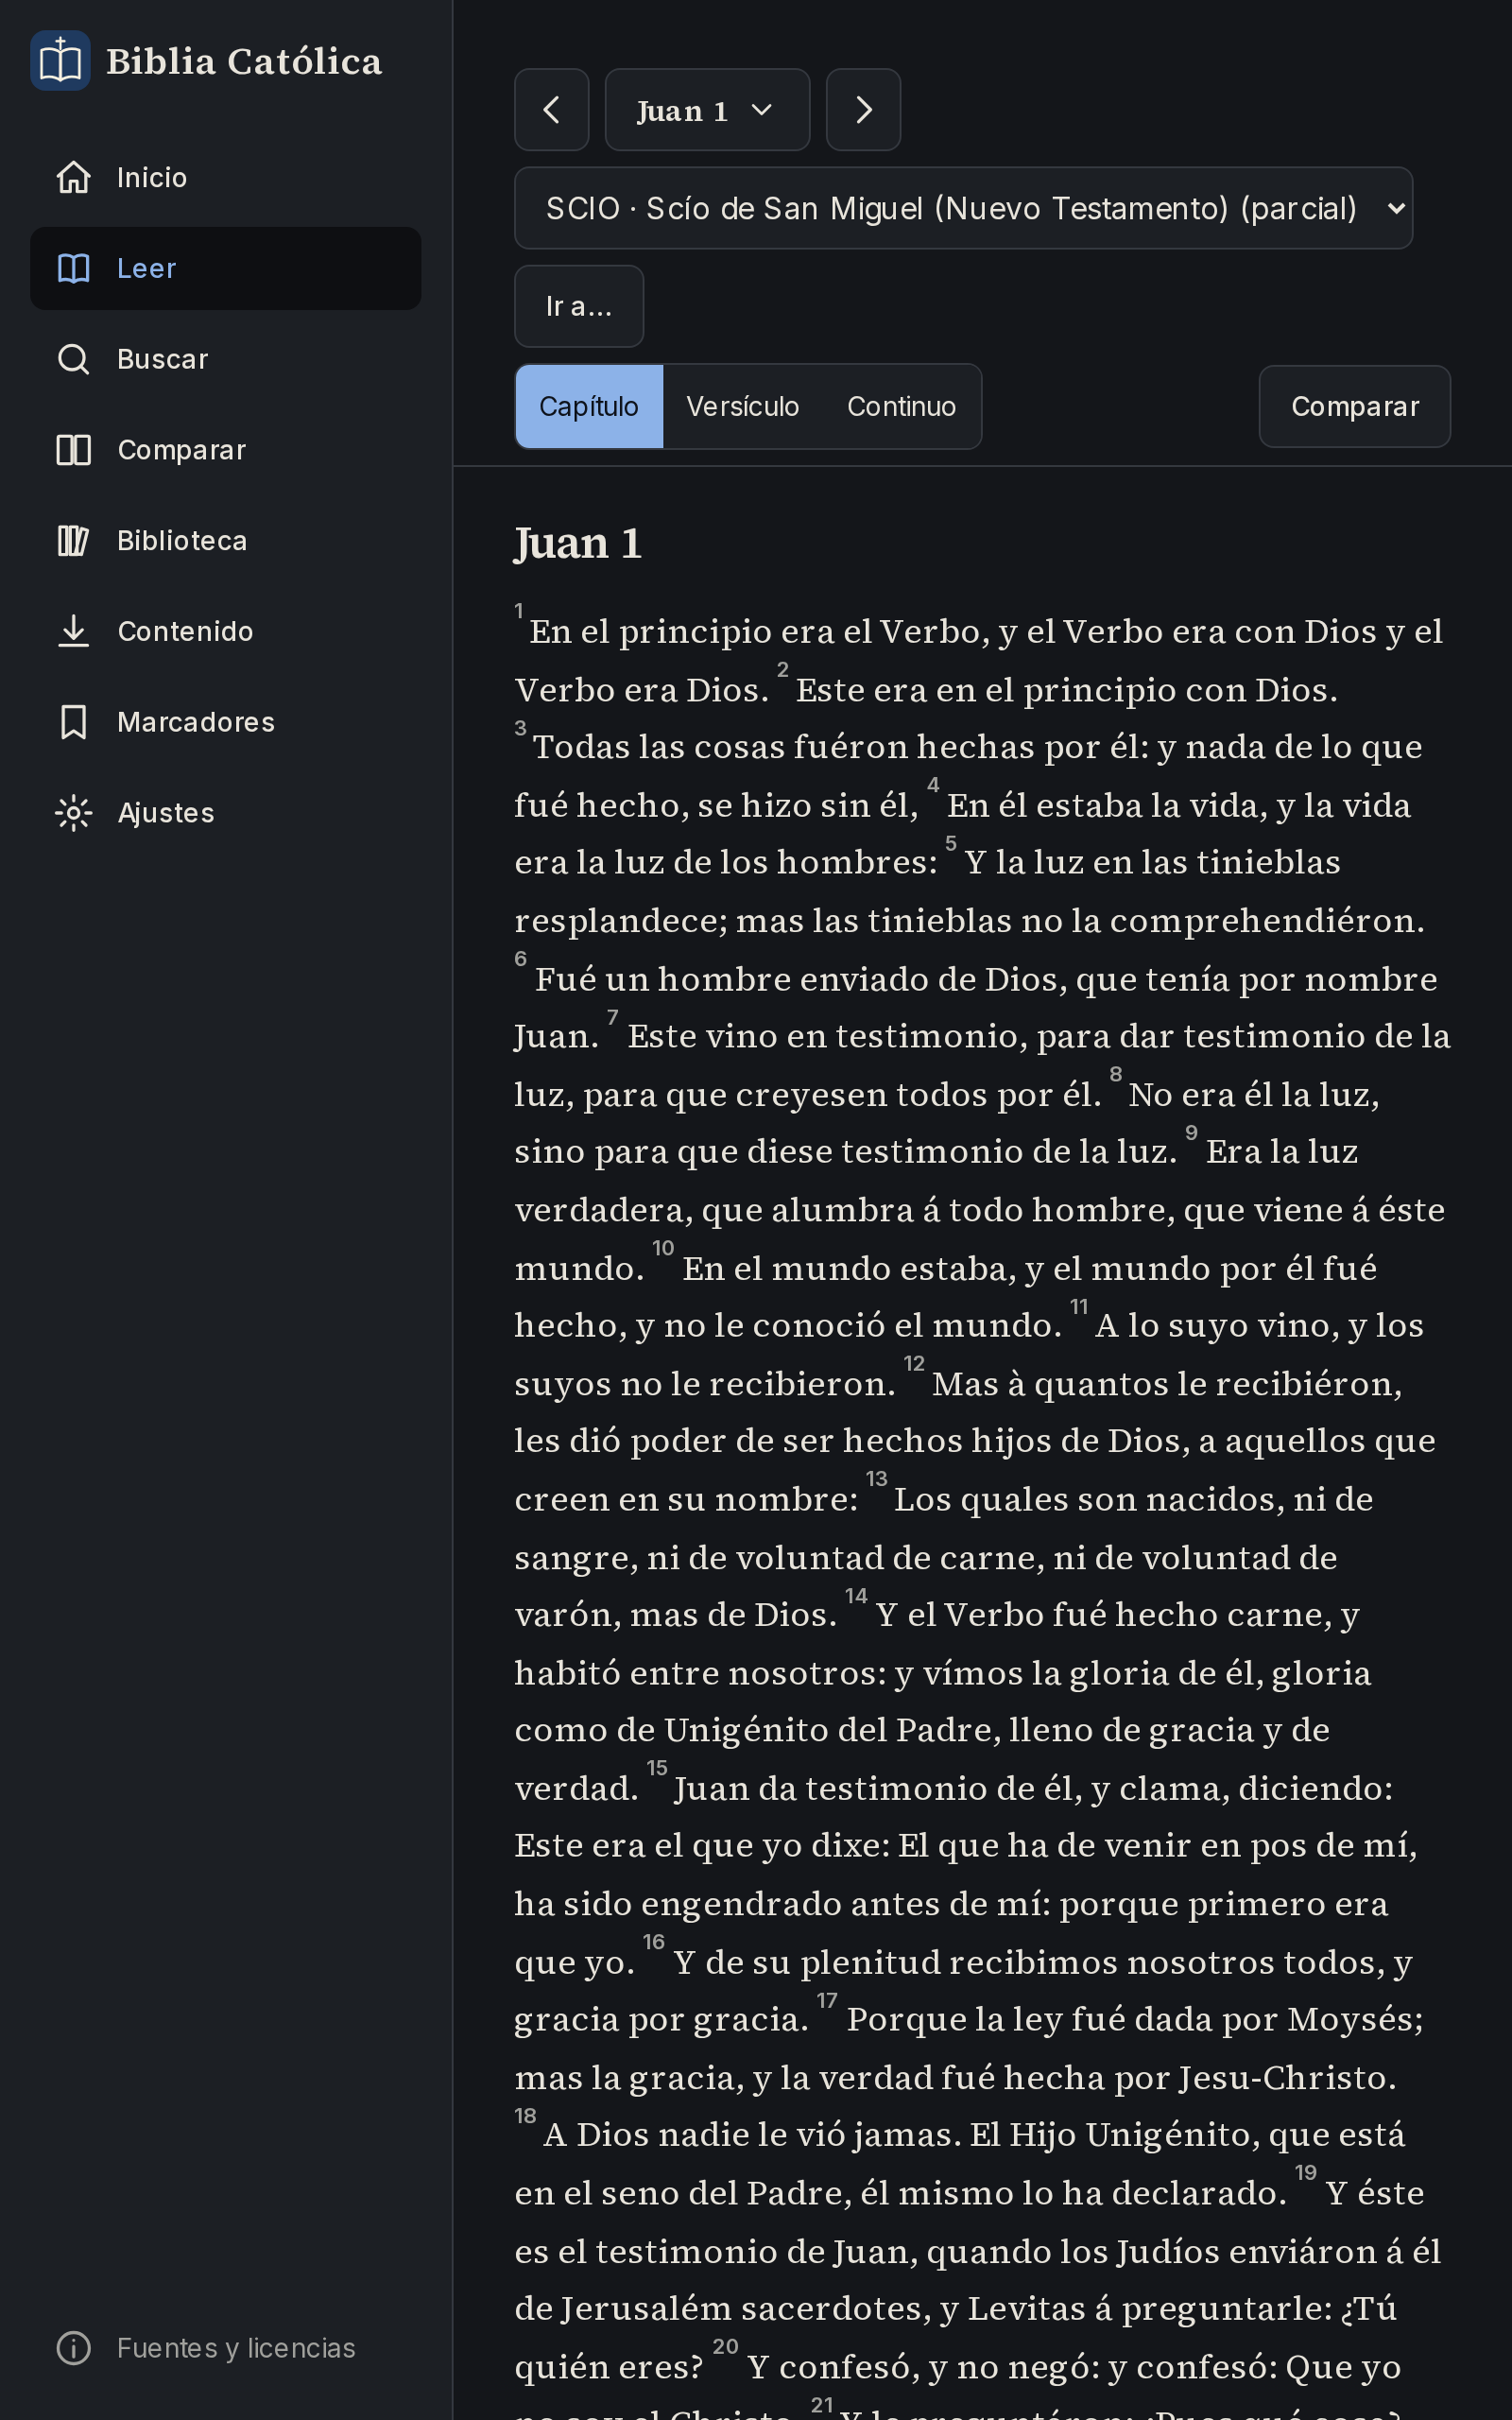 Biblia Católica
Inicio
Leer
Buscar
Comparar
Biblioteca
Contenido
Marcadores
Ajustes
Fuentes y licencias
Juan 1
SCIO · Scío de San Miguel (Nuevo Testamento) (parcial)
Ir a...
Capítulo Versículo Continuo Comparar
Juan 1
1 En el principio era el Verbo, y el Verbo era con Dios y el
Verbo era Dios. 2 Este era en el principio con Dios.
3 Todas las cosas fuéron hechas por él: y nada de lo que
fué hecho, se hizo sin él, 4 En él estaba la vida, y la vida
era la luz de los hombres: 5 Y la luz en las tinieblas
resplandece; mas las tinieblas no la comprehendiéron.
6 Fué un hombre enviado de Dios, que tenía por nombre
Juan. 7 Este vino en testimonio, para dar testimonio de la
luz, para que creyesen todos por él. 8 No era él la luz,
sino para que diese testimonio de la luz. 9 Era la luz
verdadera, que alumbra á todo hombre, que viene á éste
mundo. 10 En el mundo estaba, y el mundo por él fué
hecho, y no le conoció el mundo. 11 A lo suyo vino, y los
suyos no le recibieron. 12 Mas à quantos le recibiéron,
les dió poder de ser hechos hijos de Dios, a aquellos que
creen en su nombre: 13 Los quales son nacidos, ni de
sangre, ni de voluntad de carne, ni de voluntad de
varón, mas de Dios. 14 Y el Verbo fué hecho carne, y
habitó entre nosotros: y vímos la gloria de él, gloria
como de Unigénito del Padre, lleno de gracia y de
verdad. 15 Juan da testimonio de él, y clama, diciendo:
Este era el que yo dixe: El que ha de venir en pos de mí,
ha sido engendrado antes de mí: porque primero era
que yo. 16 Y de su plenitud recibimos nosotros todos, y
gracia por gracia. 17 Porque la ley fué dada por Moysés;
mas la gracia, y la verdad fué hecha por Jesu-Christo.
18 A Dios nadie le vió jamas. El Hijo Unigénito, que está
en el seno del Padre, él mismo lo ha declarado. 19 Y éste
es el testimonio de Juan, quando los Judíos enviáron á él
de Jerusalém sacerdotes, y Levitas á preguntarle: ¿Tú
quién eres? 20 Y confesó, y no negó: y confesó: Que yo
21